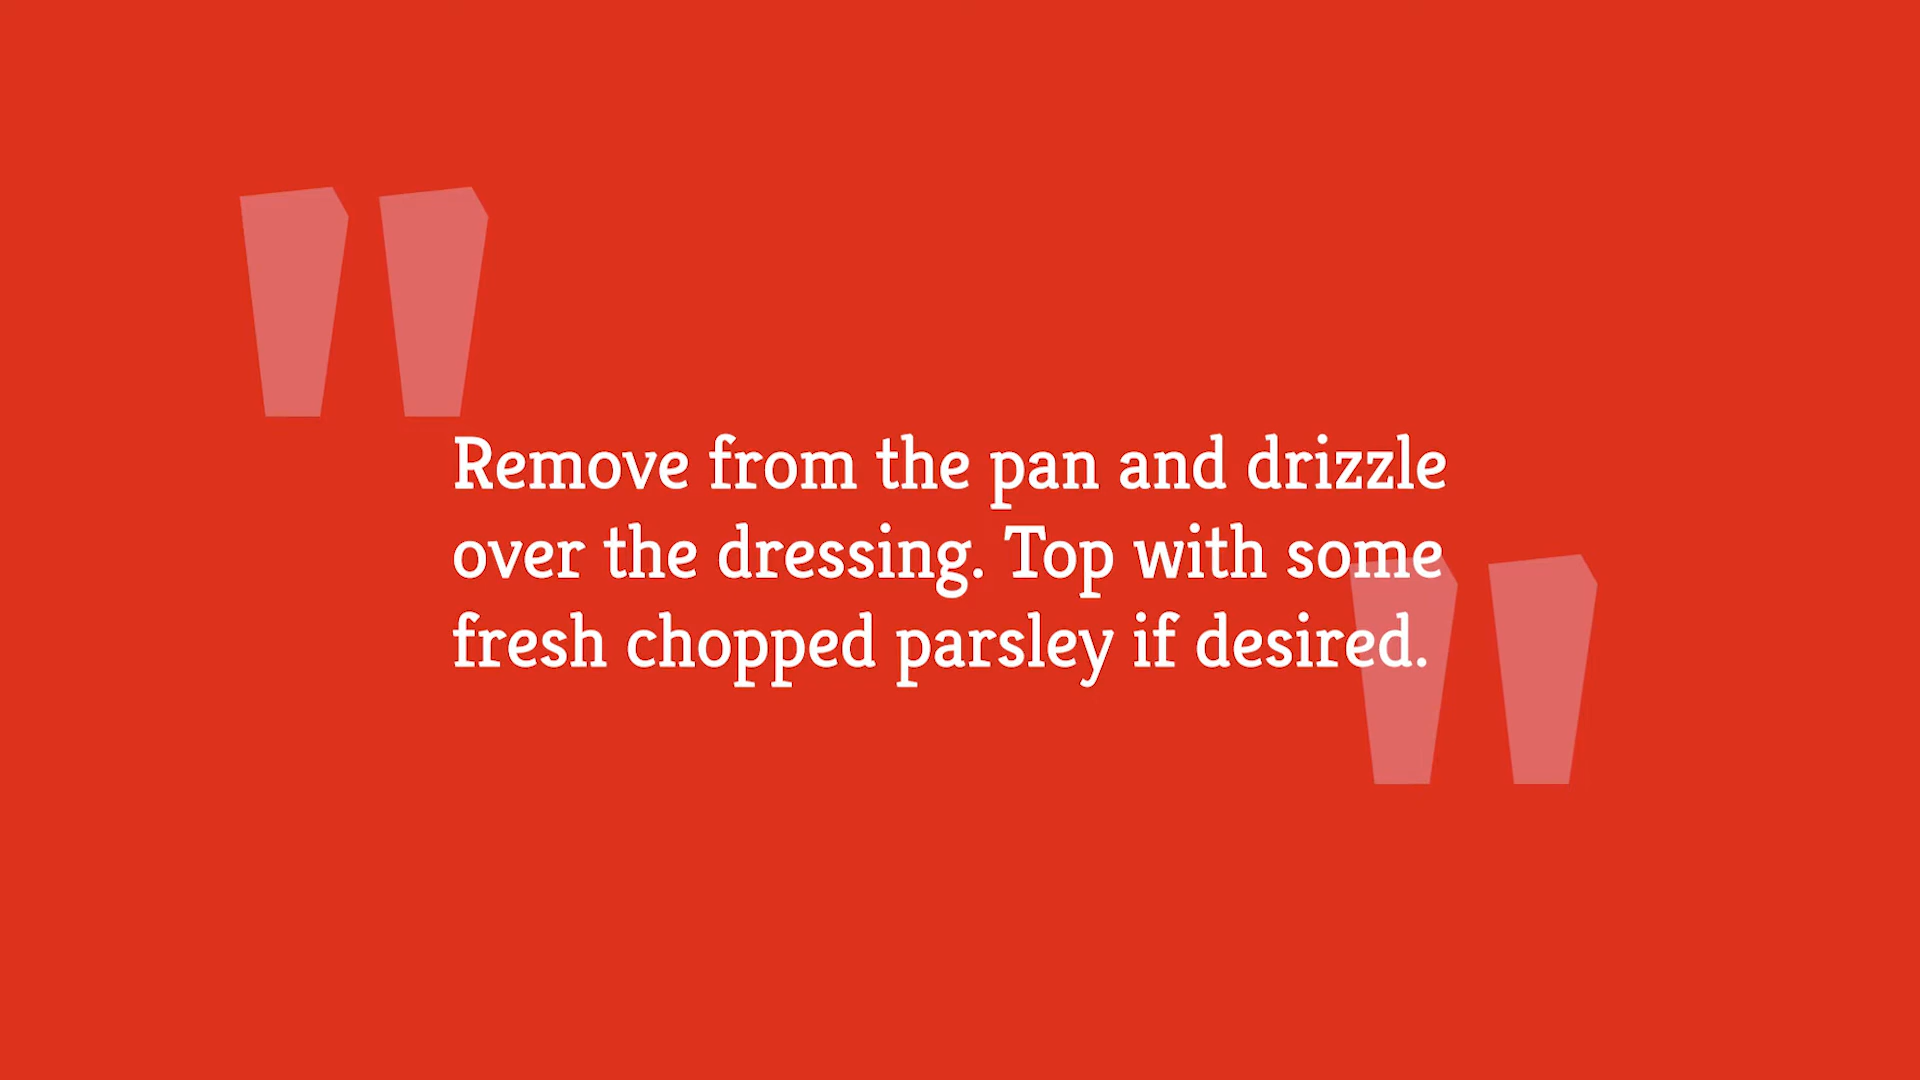 "
Remove from the pan and drizzle
over the dressing. Top with some
fresh chopped parsley if desired.
"